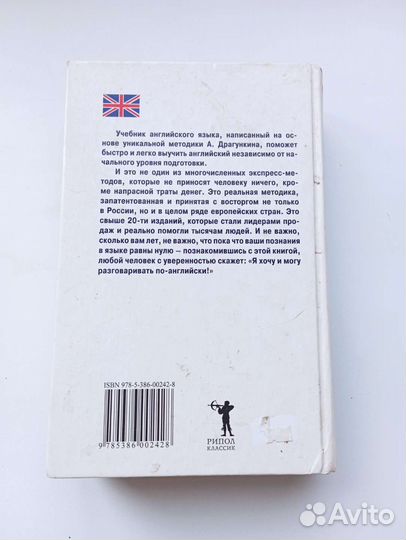 Учебник английского языка, написанный на ос-
нове уникальной методики А. Драгункина, поможет
быстро и легко выучить английский независимо от на-
чального уровня подготовки.
И это не один из многочисленных экспресс-ме-
тодов, которые не приносят человеку ничего, кро-
ме напрасной траты денег. Это реальная методика,
запатентованная и принятая с восторгом не только
в России, но и в целом ряде европейских стран. Это
свыше 20-ти изданий, которые стали лидерами про-
даж и реально помогли тысячам людей. И не важно,
сколько вам лет, не важно, что пока что ваши познания
в языке равны нулю – познакомившись с этой книгой,
любой человек с уверенностью скажет: «Я хочу и могу
разговаривать по-английски!»
ISBN 978-5-386-00242-8
9 785386 002428
РИПОЛ
КЛАССИК
Avito